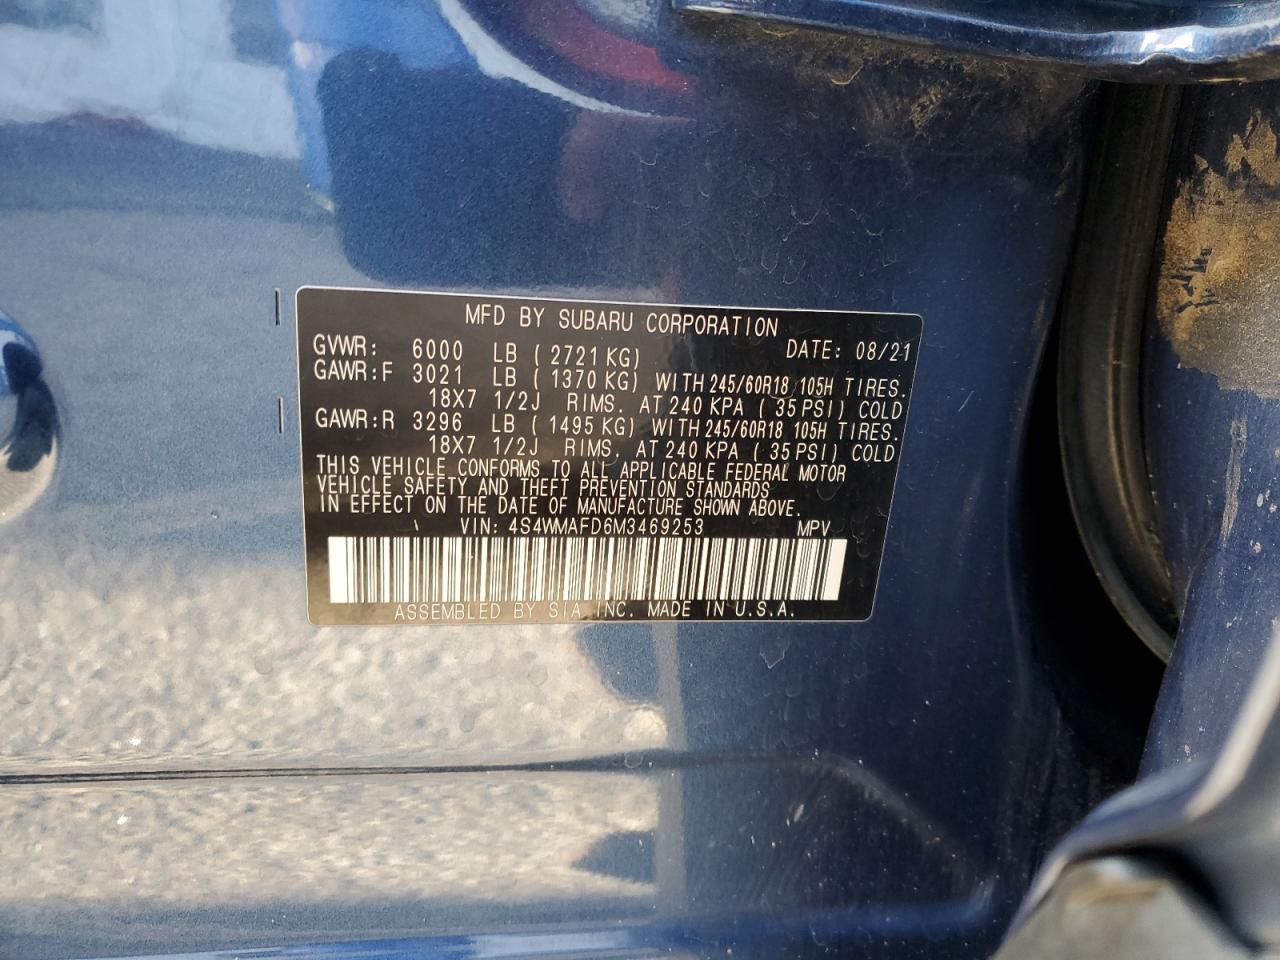 MFD BY SUBARU CORPORATION
GVWR: 6000 LB ( 2721 KG) DATE: 08/21
GAWR:F 3021 LB ( 1370 KG) WITH 245/60R18 105H TIRES.
18X7 1/2J RIMS. AT 240 KPA ( 35 PSI) COLD
GAWR:R 3296 LB ( 1495 KG) WITH 245/60R18 105H TIRES.
18X7 1/2J RIMS. AT 240 KPA ( 35 PSI) COLD
THIS VEHICLE CONFORMS TO ALL APPLICABLE FEDERAL MOTOR
VEHICLE SAFETY AND THEFT PREVENTION STANDARDS
IN EFFECT ON THE DATE OF MANUFACTURE SHOWN ABOVE.
VIN: 4S4WMAFD6M3469253 MPV
ASSEMBLED BY SIA INC. MADE IN U.S.A.